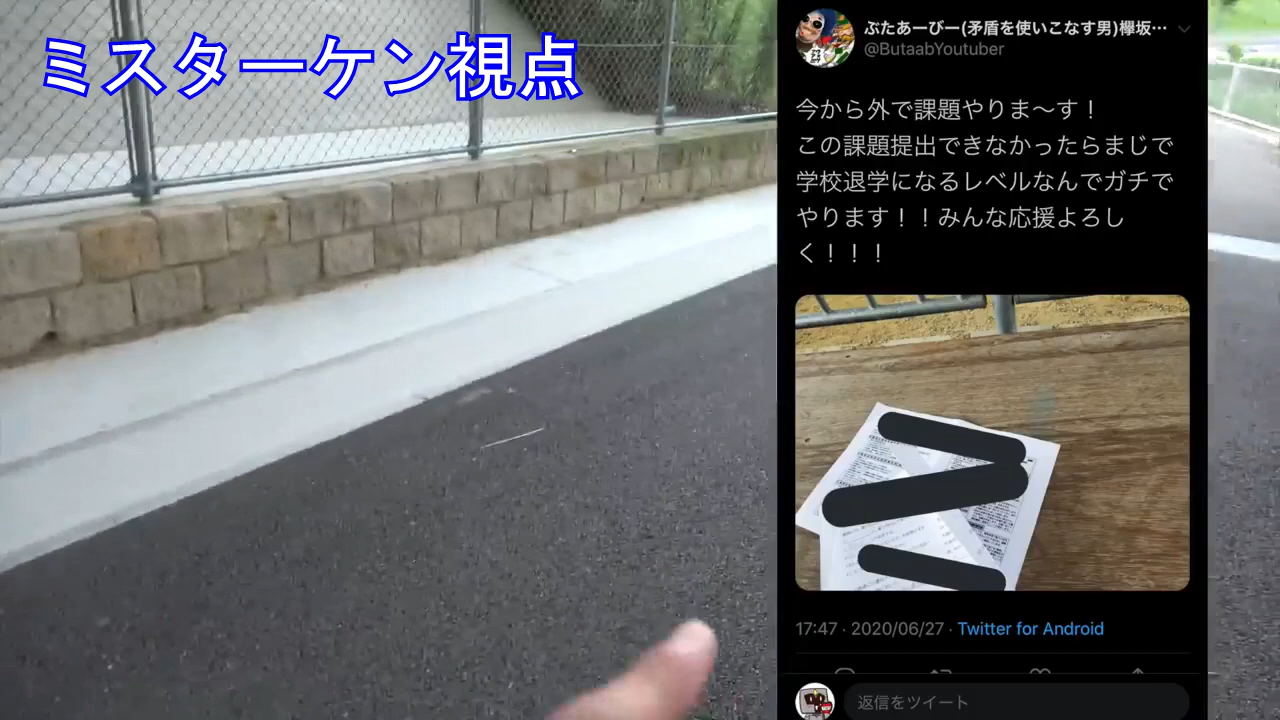 ミスターケン視点
ぶたあーびー(矛盾を使いこなす男)欅坂…
@ButaabYoutuber
今から外で課題やりま〜す！
この課題提出できなかったらまじで
学校退学になるレベルなんでガチで
やります！！みんな応援よろし
く！！！
17:47 · 2020/06/27 · Twitter for Android
返信をツイート